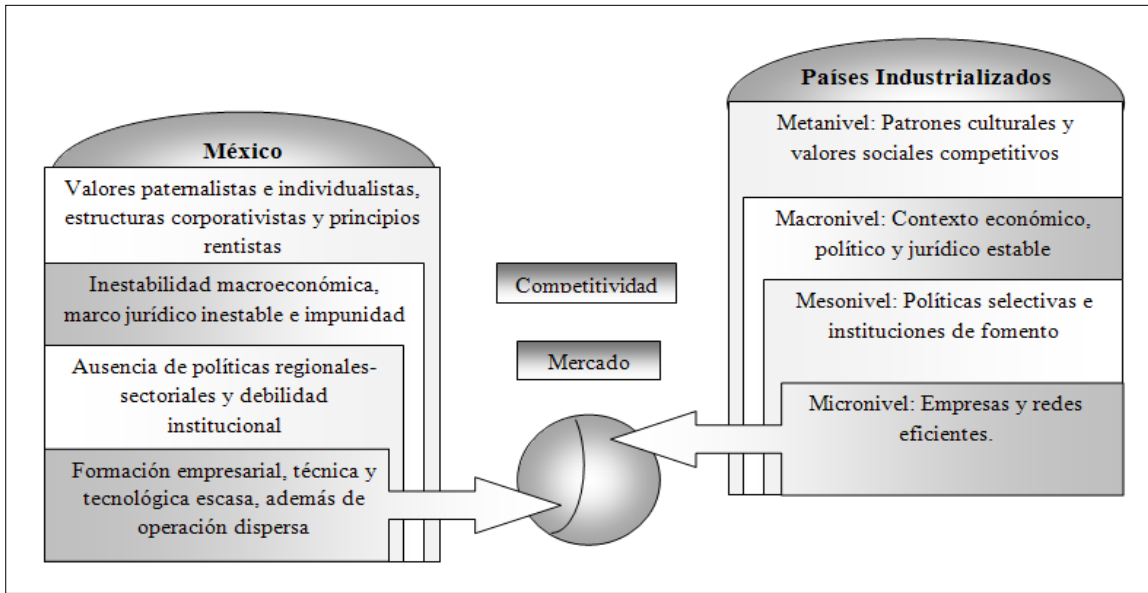 México
Valores paternalistas e individualistas,
estructuras corporativistas y principios
rentistas
Inestabilidad macroeconómica,
marco jurídico inestable e impunidad
Ausencia de políticas regionales-
sectoriales y debilidad
institucional
Formación empresarial, técnica y
tecnológica escasa, además de
operación dispersa
Competitividad
Mercado
Países Industrializados
Metanivel: Patrones culturales y
valores sociales competitivos
Macronivel: Contexto económico,
político y jurídico estable
Mesonivel: Políticas selectivas e
instituciones de fomento
Micronivel: Empresas y redes
eficientes.